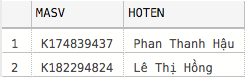 MASV HOTEN
1 K174839437 Phan Thanh Hậu
2 K182294824 Lê Thị Hồng